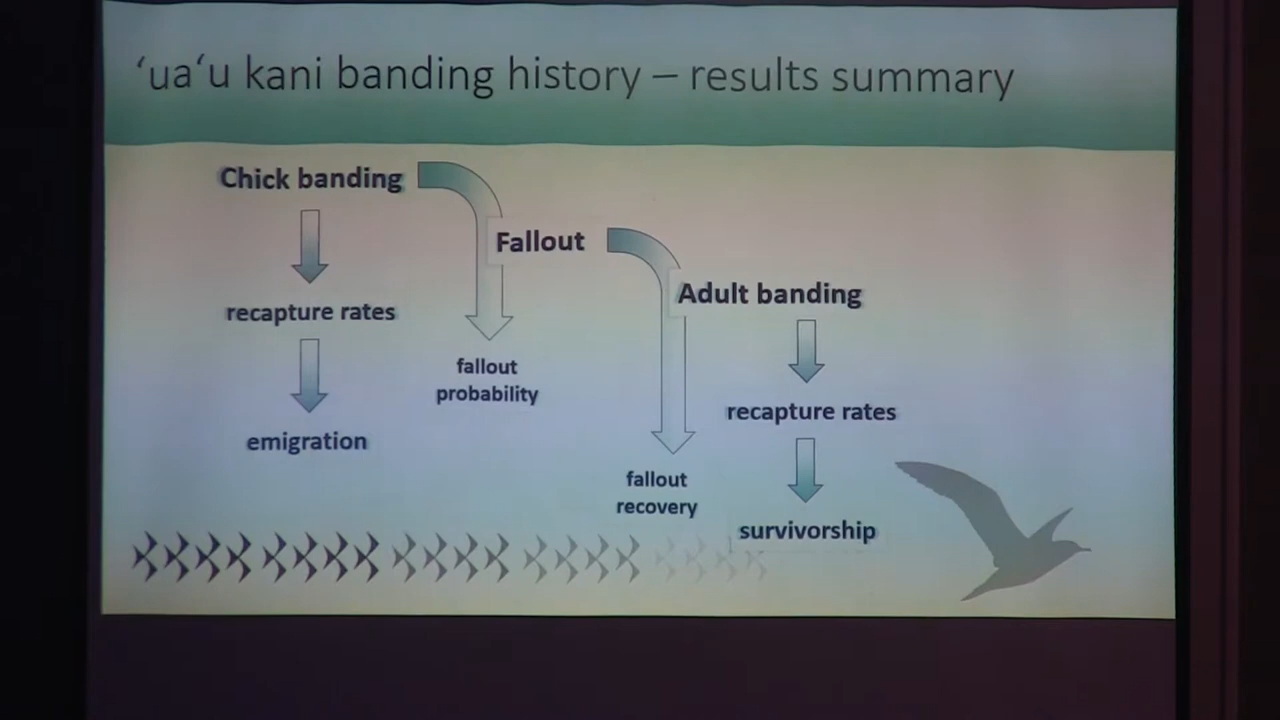 ʻuaʻu kani banding history – results summary
Chick banding
Fallout
Adult banding
recapture rates
fallout
probability
recapture rates
emigration
fallout
recovery
survivorship